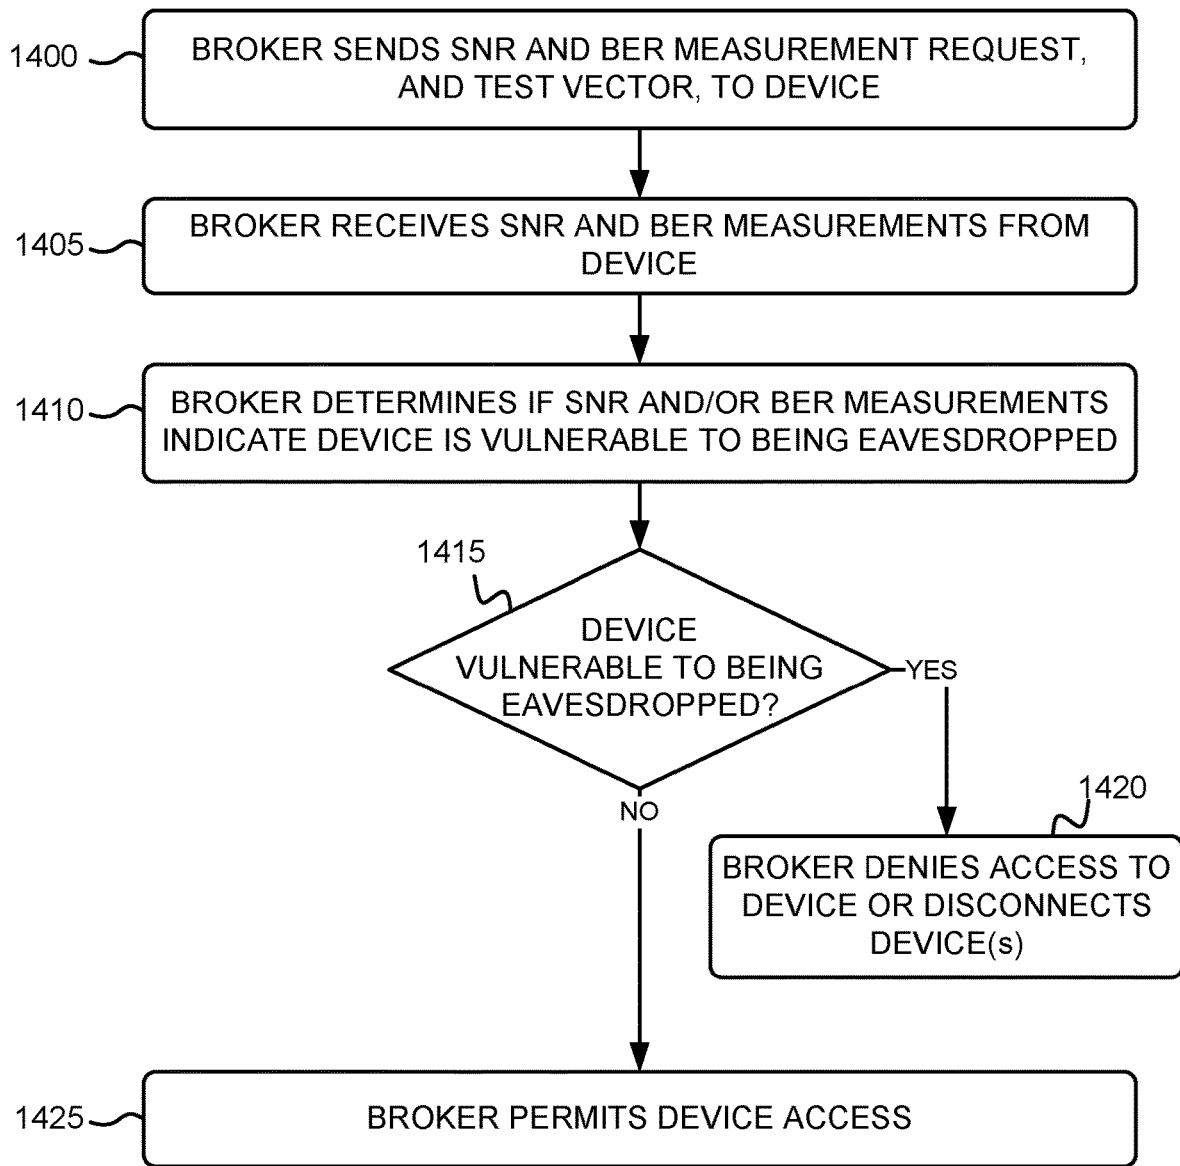 1400
BROKER SENDS SNR AND BER MEASUREMENT REQUEST,
AND TEST VECTOR, TO DEVICE
1405
BROKER RECEIVES SNR AND BER MEASUREMENTS FROM
DEVICE
1410
BROKER DETERMINES IF SNR AND/OR BER MEASUREMENTS
INDICATE DEVICE IS VULNERABLE TO BEING EAVESDROPPED
1415
DEVICE
VULNERABLE TO BEING
EAVESDROPPED?
YES
NO
1420
BROKER DENIES ACCESS TO
DEVICE OR DISCONNECTS
DEVICE(s)
1425
BROKER PERMITS DEVICE ACCESS